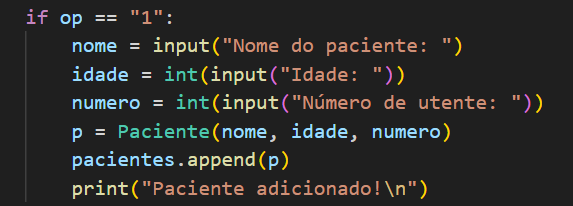 if op == "1":
    nome = input("Nome do paciente: ")
    idade = int(input("Idade: "))
    numero = int(input("Número de utente: "))
    p = Paciente(nome, idade, numero)
    pacientes.append(p)
    print("Paciente adicionado!\n")